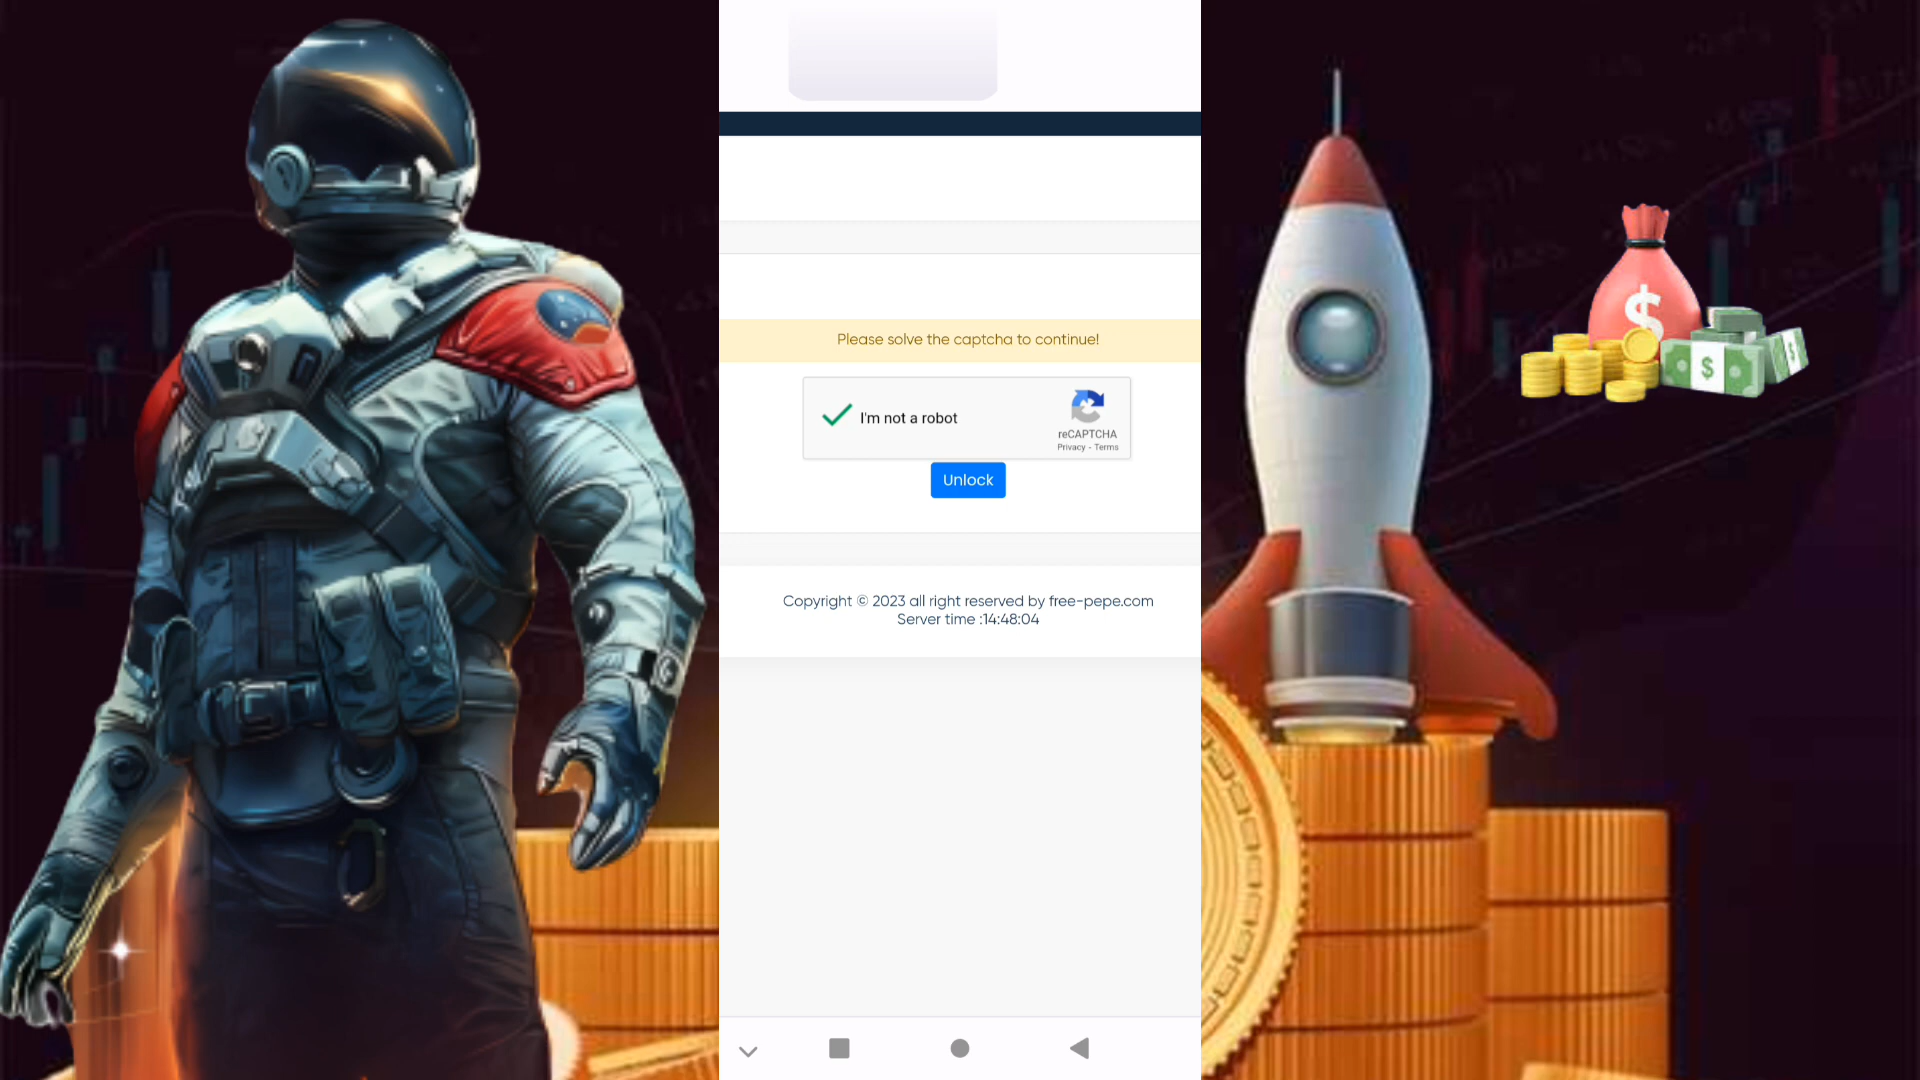 Please solve the captcha to continue!
I'm not a robot
reCAPTCHA
Privacy - Terms
Unlock
Copyright © 2023 all right reserved by free-pepe.com
Server time :14:48:04
$
$
$